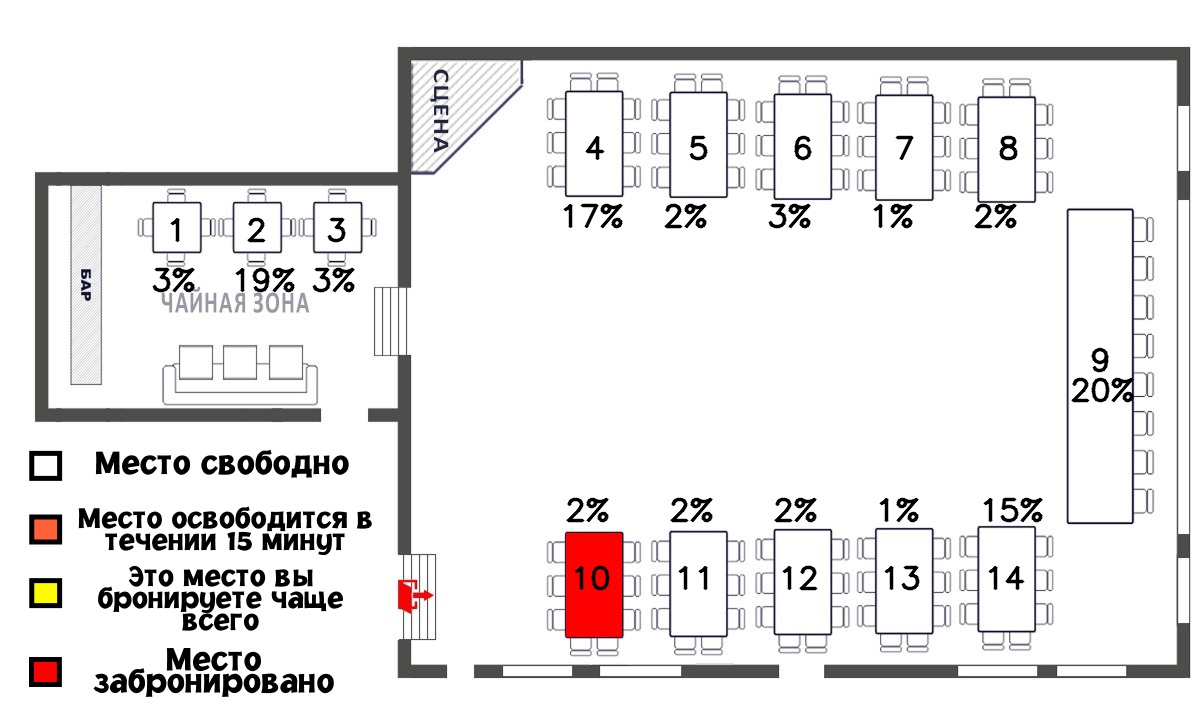 СЦЕНА
4
5
6
7
8
17%
2%
3%
1%
2%
1
2
3
3%
19%
3%
БАР
ЧАЙНАЯ ЗОНА
9
20%
Место свободно
Место освободится в
течении 15 минут
Это место вы
бронируете чаще
всего
Место
забронировано
2%
2%
2%
1%
15%
10
11
12
13
14